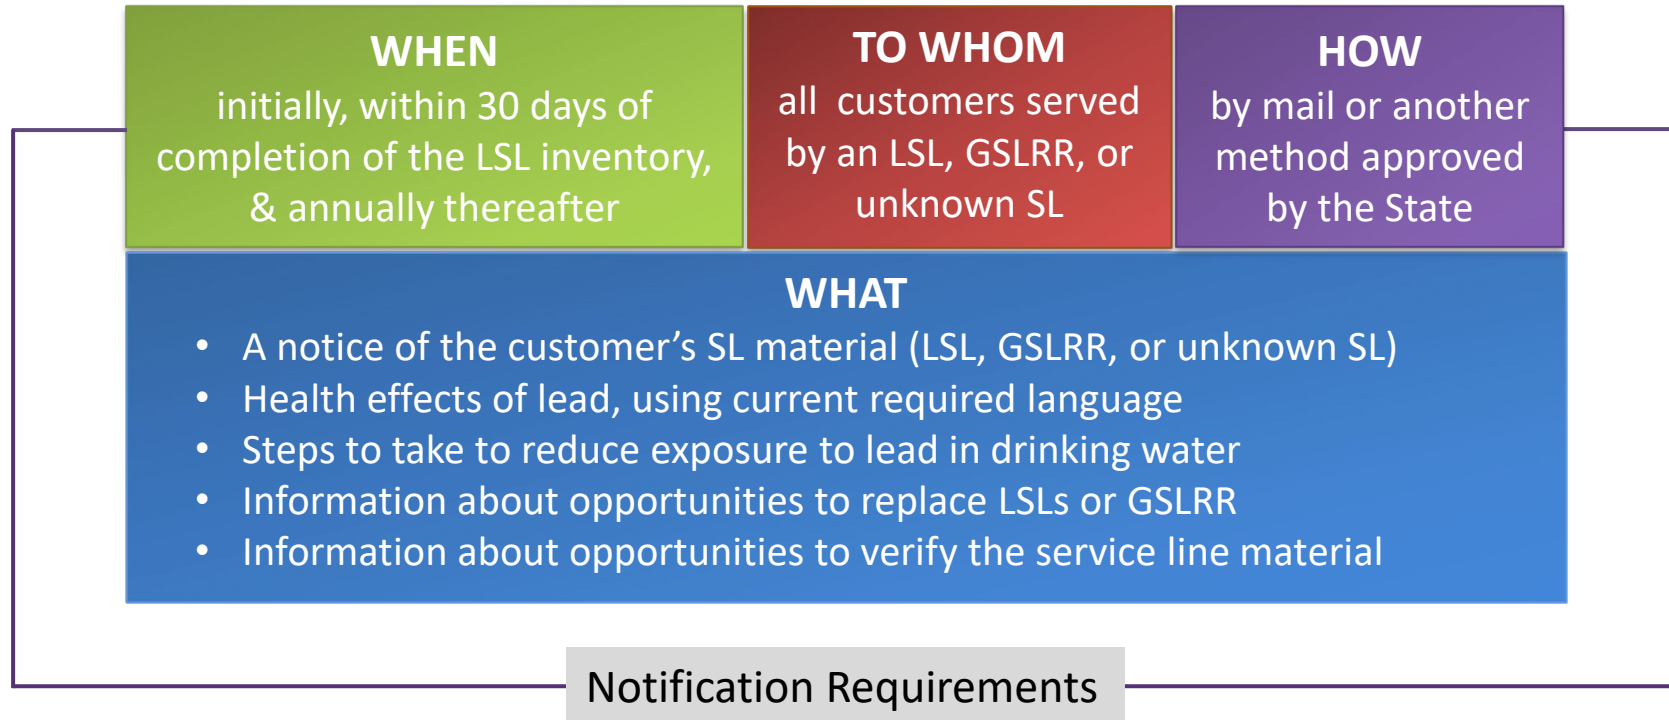 WHEN
initially, within 30 days of
completion of the LSL inventory,
& annually thereafter
TO WHOM
all customers served
by an LSL, GSLRR, or
unknown SL
HOW
by mail or another
method approved
by the State
WHAT
• A notice of the customer’s SL material (LSL, GSLRR, or unknown SL)
• Health effects of lead, using current required language
• Steps to take to reduce exposure to lead in drinking water
• Information about opportunities to replace LSLs or GSLRR
• Information about opportunities to verify the service line material
Notification Requirements